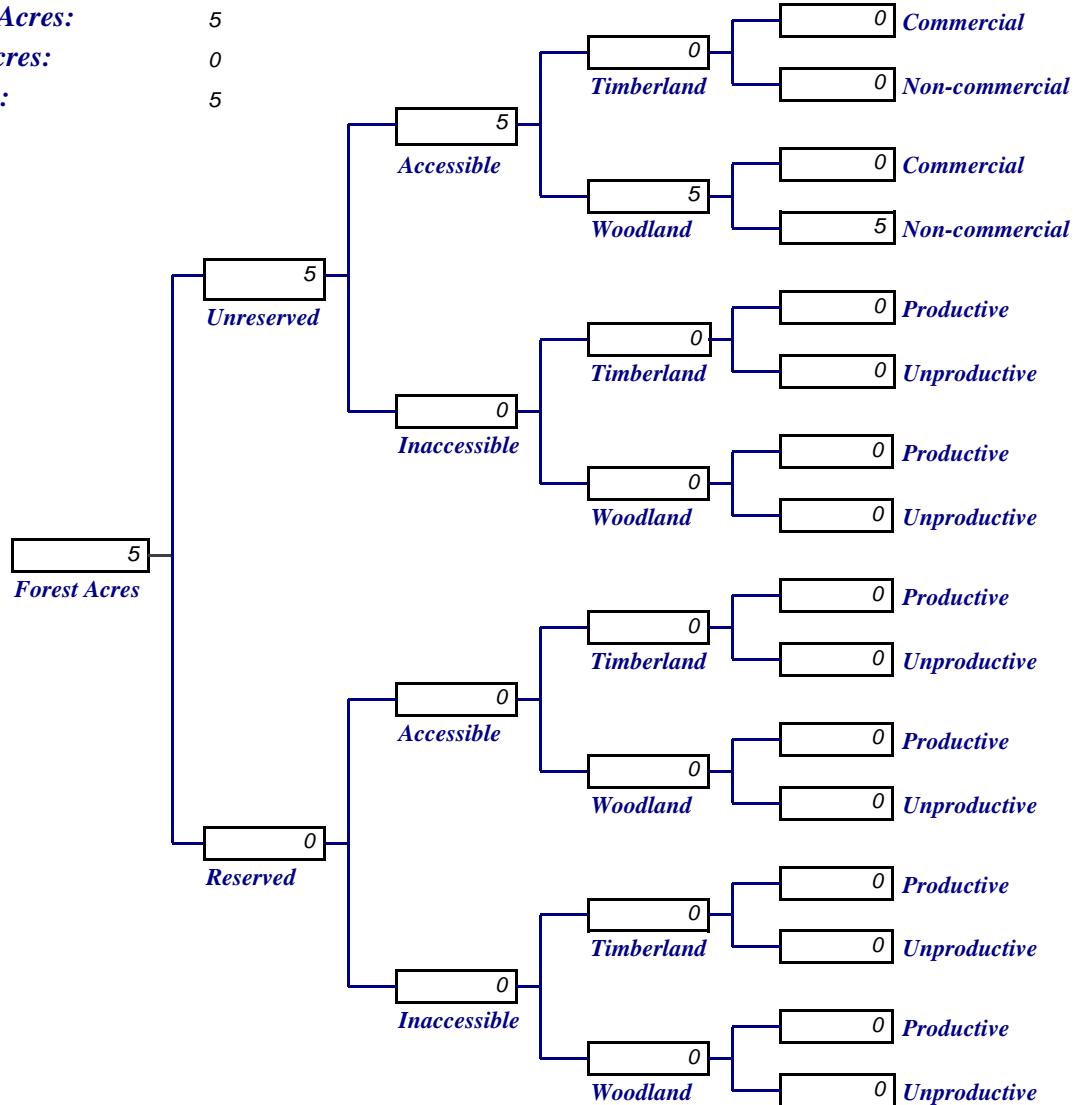 Acres: 5
cres: 0
: 5
0 Commercial
0
Timberland
0 Non-commercial
5
Accessible
0 Commercial
5
Woodland
5 Non-commercial
5
Unreserved
0 Productive
0
Timberland
0 Unproductive
0
Inaccessible
0 Productive
0
Woodland
0 Unproductive
5
Forest Acres
0 Productive
0
Timberland
0 Unproductive
0
Accessible
0 Productive
0
Woodland
0 Unproductive
0
Reserved
0 Productive
0
Timberland
0 Unproductive
0
Inaccessible
0 Productive
0
Woodland
0 Unproductive